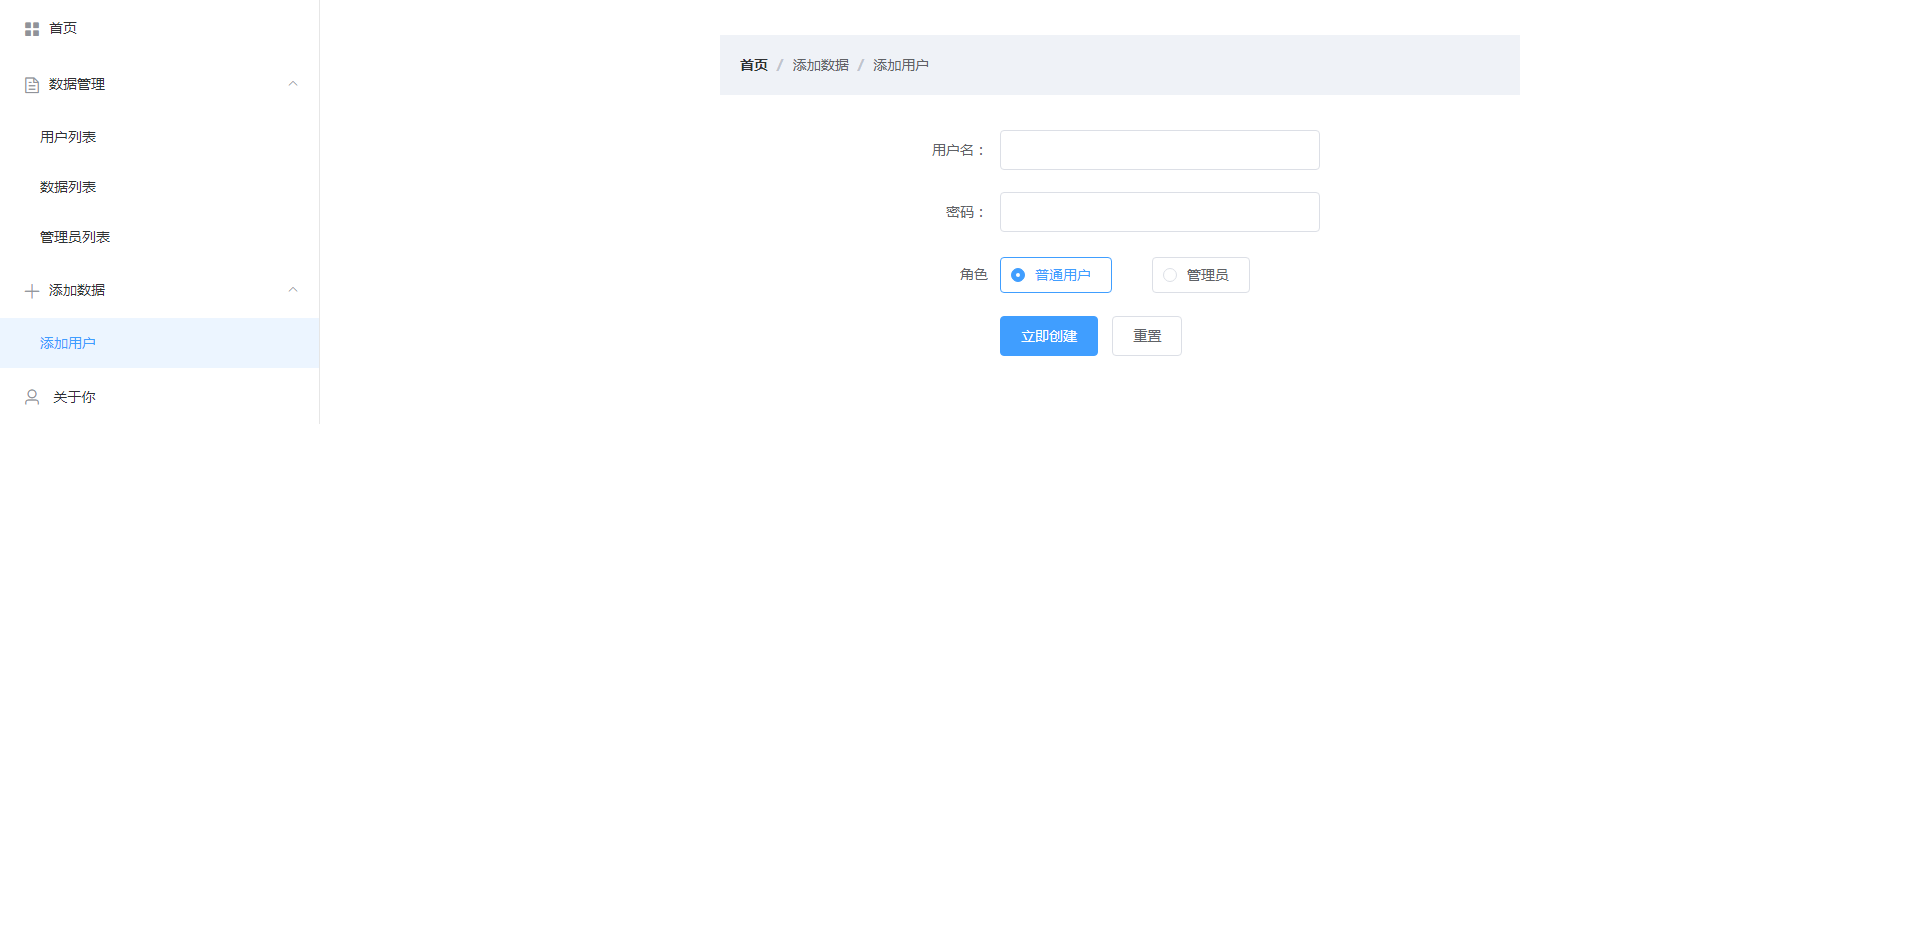 首页
数据管理
用户列表
数据列表
管理员列表
添加数据
添加用户
关于你
首页 / 添加数据 / 添加用户
用户名：
密码：
角色 普通用户 管理员
立即创建 重置